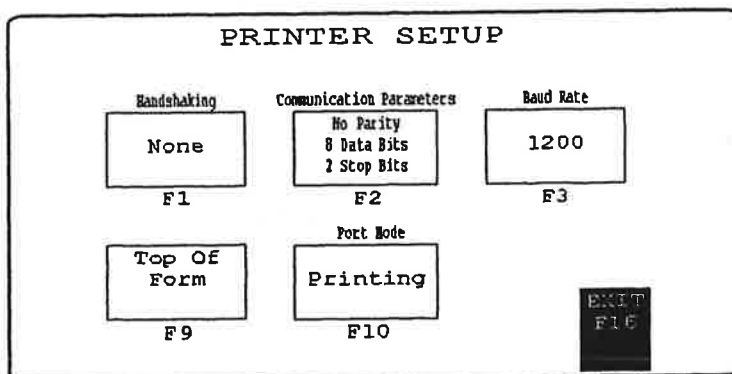 PRINTER SETUP
Handshaking
None
F1
Communication Parameters
No Parity
8 Data Bits
2 Stop Bits
F2
Baud Rate
1200
F3
Top Of
Form
F9
Port Mode
Printing
F10
EXIT
F16